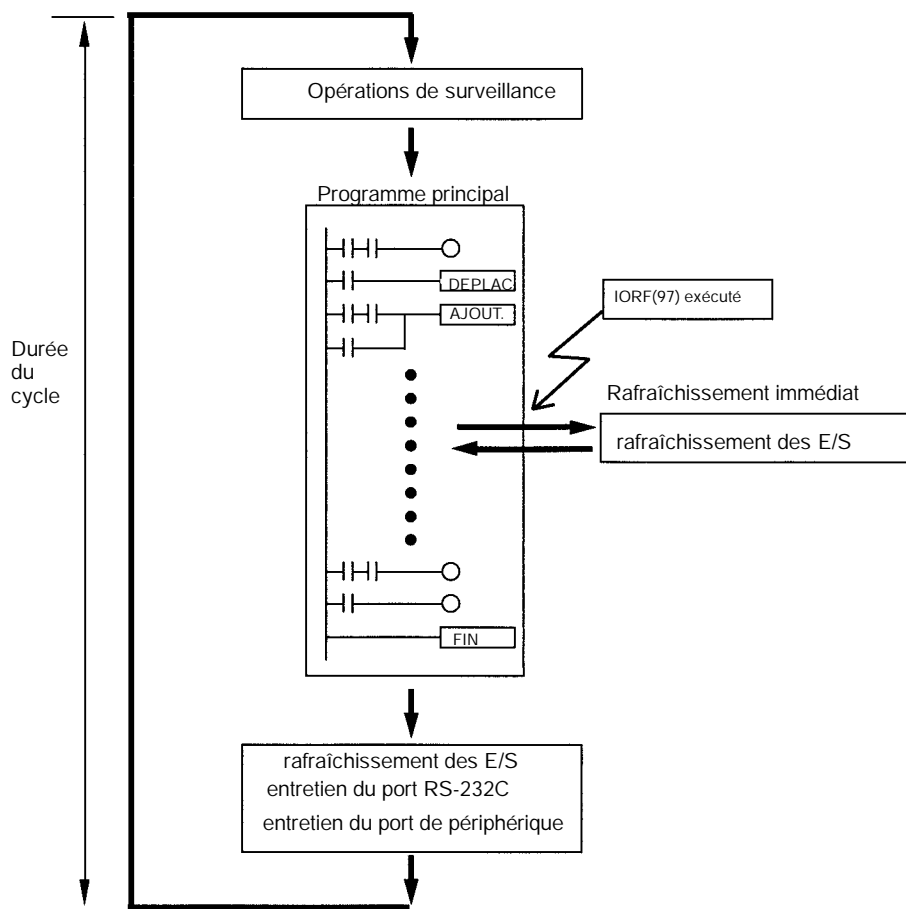 Opérations de surveillance
Programme principal
DEPLAC
AJOUT.
IORF(97) exécuté
Durée
du
cycle
Rafraîchissement immédiat
rafraîchissement des E/S
FIN
rafraîchissement des E/S
entretien du port RS-232C
entretien du port de périphérique